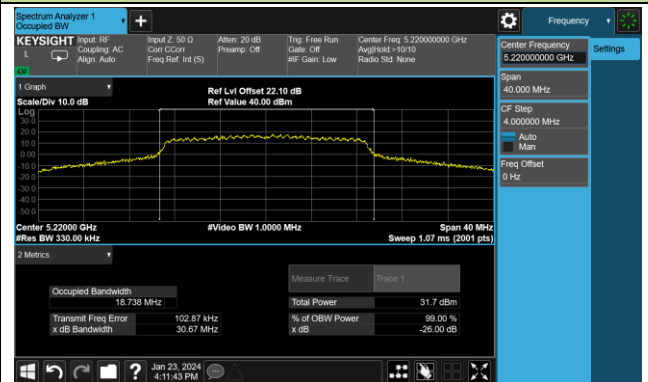 Spectrum Analyzer 1
Occupied BW
Frequency
KEYSIGHT
L
Input: RF
Coupling: AC
Align: Auto
Input Z: 50 Ω
Corr CCorr
Freq Ref: Int (S)
Atten: 20 dB
Preamp: Off
Trig: Free Run
Gate: Off
#IF Gain: Low
Center Freq: 5.220000000 GHz
Avg|Hold:>10/10
Radio Std: None
Center Frequency
5.220000000 GHz
Settings
Span
40.000 MHz
CF Step
4.000000 MHz
Auto
Man
Freq Offset
0 Hz
1 Graph
Scale/Div 10.0 dB
Ref Lvl Offset 22.10 dB
Ref Value 40.00 dBm
Log
30.0
20.0
10.0
0.00
-10.0
-20.0
-30.0
-40.0
-50.0
Center 5.22000 GHz
#Res BW 330.00 kHz
#Video BW 1.0000 MHz
Span 40 MHz
Sweep 1.07 ms (2001 pts)
2 Metrics
Measure Trace
Trace 1
Occupied Bandwidth
18.738 MHz
Total Power
31.7 dBm
Transmit Freq Error
102.87 kHz
% of OBW Power
99.00 %
x dB Bandwidth
30.67 MHz
x dB
-26.00 dB
Jan 23, 2024
4:11:43 PM